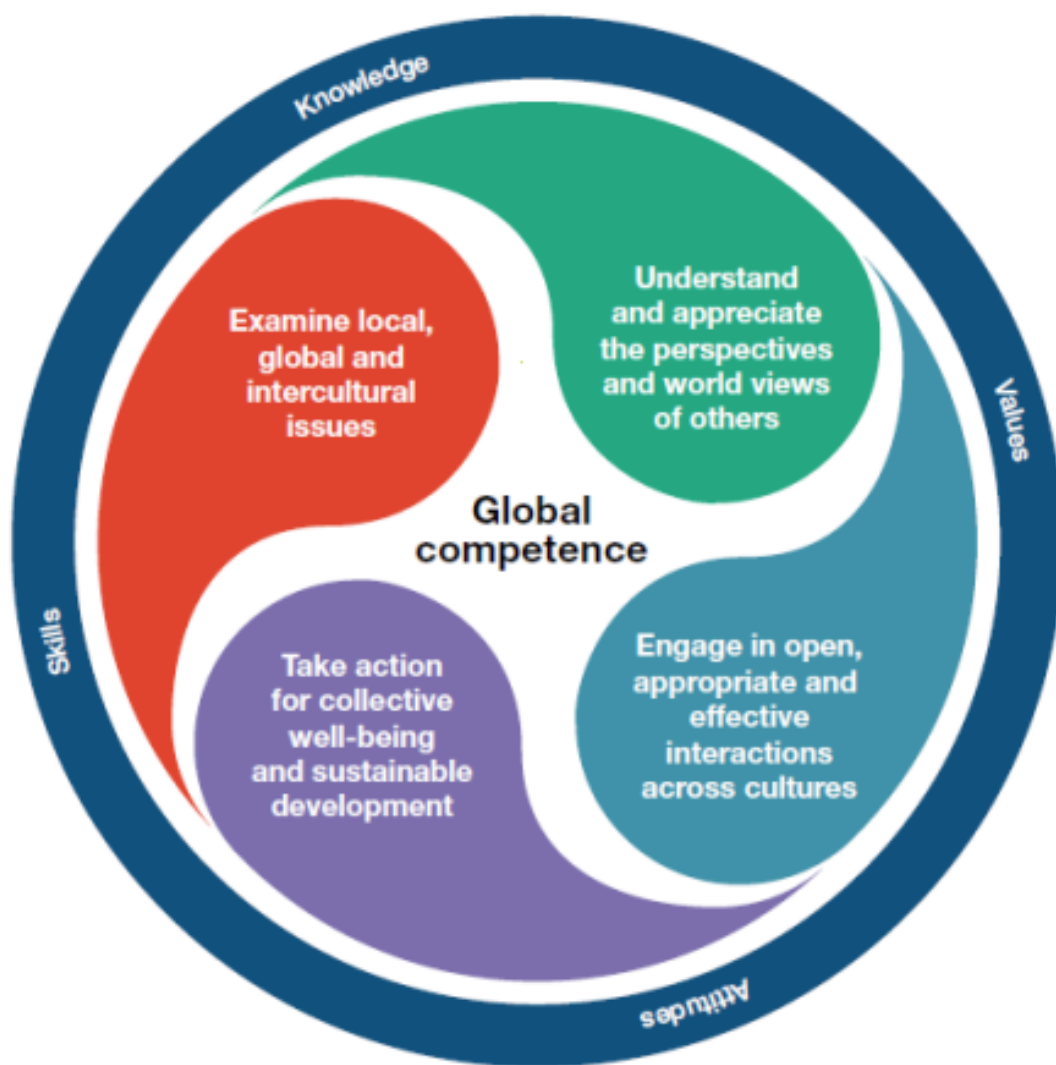 Knowledge
Understand
and appreciate
the perspectives
and world views
of others
Examine local,
global and
intercultural
issues
Values
Global
competence
Skills
Take action
for collective
well-being
and sustainable
development
Engage in open,
appropriate and
effective
interactions
across cultures
Attitudes